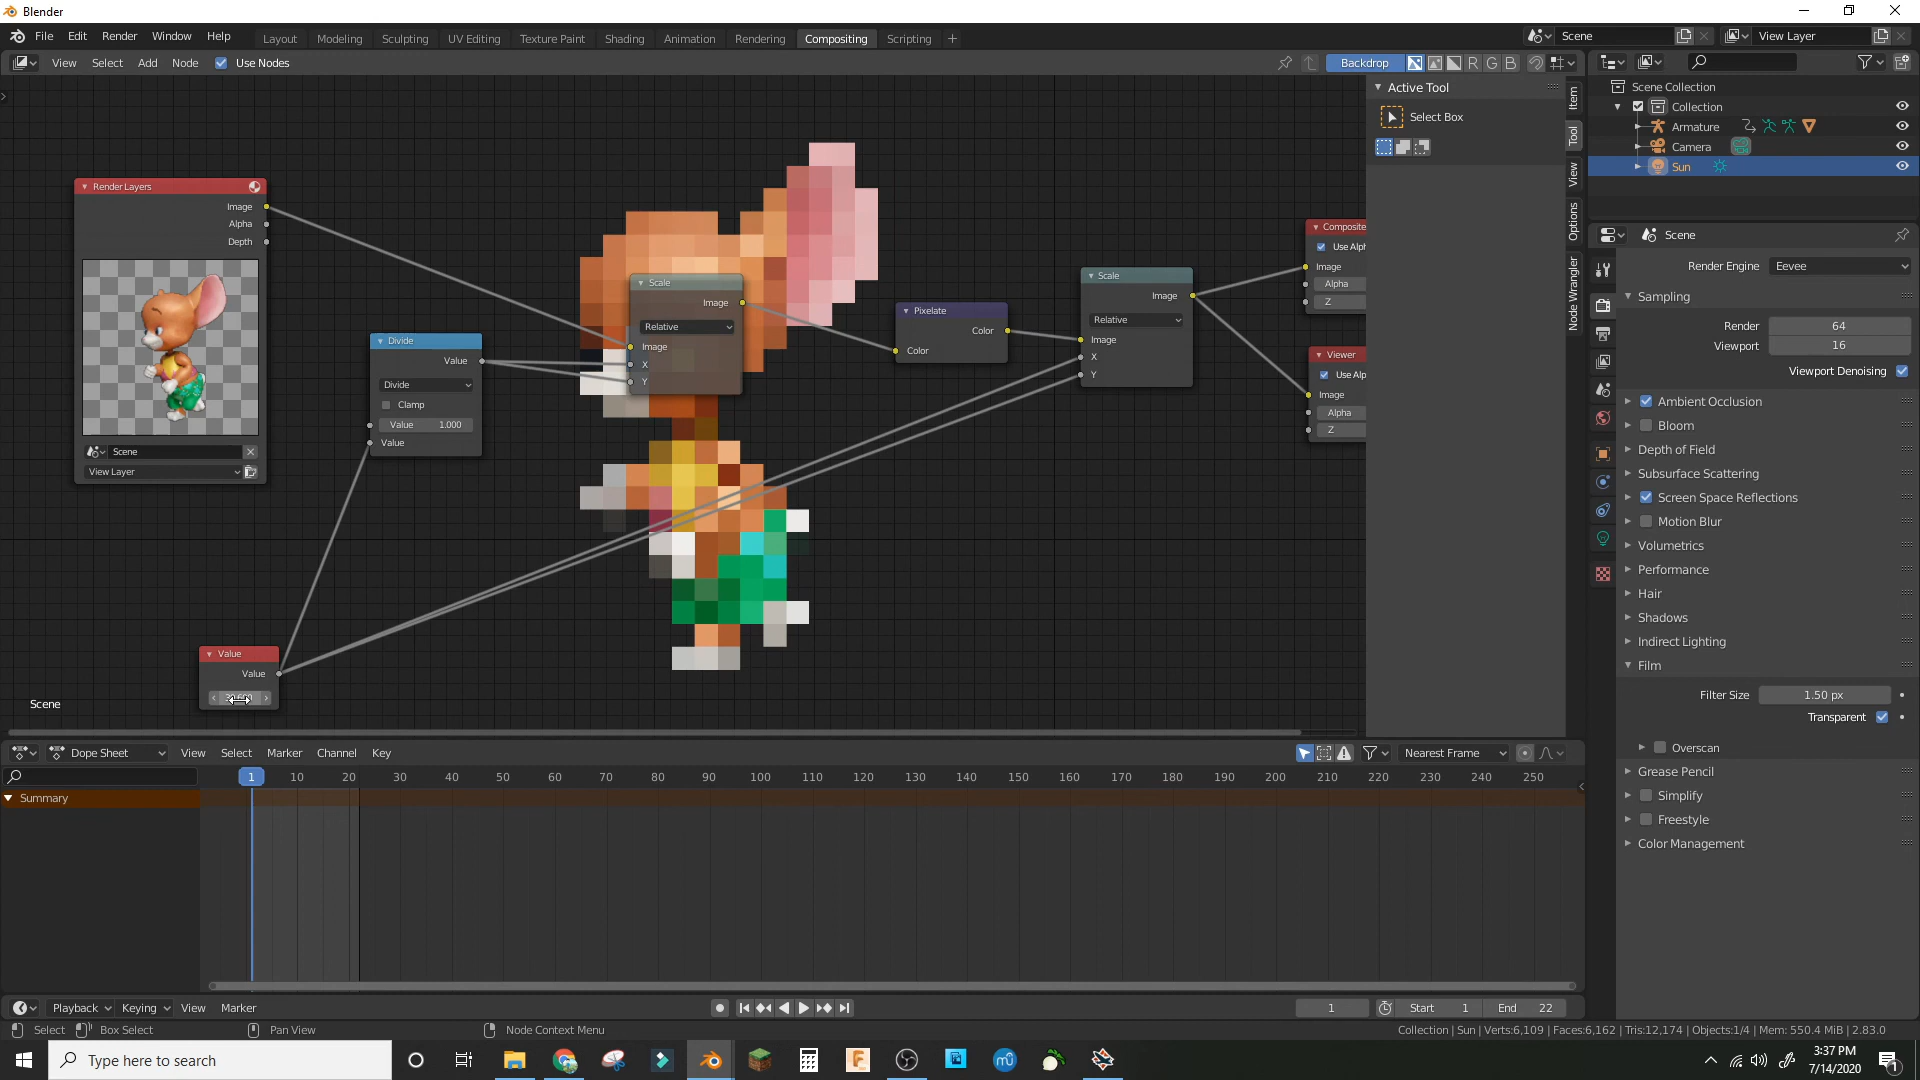 Blender
File Edit Render Window Help
Layout Modeling Sculpting UV Editing Texture Paint Shading Animation Rendering Compositing Scripting +
Scene View Layer
View Select Add Node Use Nodes
Backdrop R G B
Active Tool
Select Box
Item
Tool
View
Options
Node Wrangler
Scene Collection
Collection
Armature
Camera
Sun
Scene
Render Engine Eevee
Sampling
Render 64
Viewport 16
Viewport Denoising
Ambient Occlusion
Bloom
Depth of Field
Subsurface Scattering
Screen Space Reflections
Motion Blur
Volumetrics
Performance
Hair
Shadows
Indirect Lighting
Film
Filter Size 1.50 px
Transparent
Overscan
Grease Pencil
Simplify
Freestyle
Color Management
Render Layers
Image
Alpha
Depth
Scene
View Layer
Divide
Value
Divide
Clamp
Value 1.000
Value
Scale
Image
Relative
Image
X
Y
Pixelate
Color
Color
Scale
Image
Relative
Image
X
Y
Composite
Use Alph
Image
Alpha
Z
Viewer
Use Alp
Image
Alpha
Z
Value
Value
Scene
Dope Sheet View Select Marker Channel Key
Nearest Frame
1 10 20 30 40 50 60 70 80 90 100 110 120 130 140 150 160 170 180 190 200 210 220 230 240 250
Summary
Playback Keying View Marker
1 Start 1 End 22
Select Box Select Pan View Node Context Menu
Collection | Sun | Verts:6,109 | Faces:6,162 | Tris:12,174 | Objects:1/4 | Mem: 550.4 MiB | 2.83.0
Type here to search
3:37 PM
7/14/2020
1